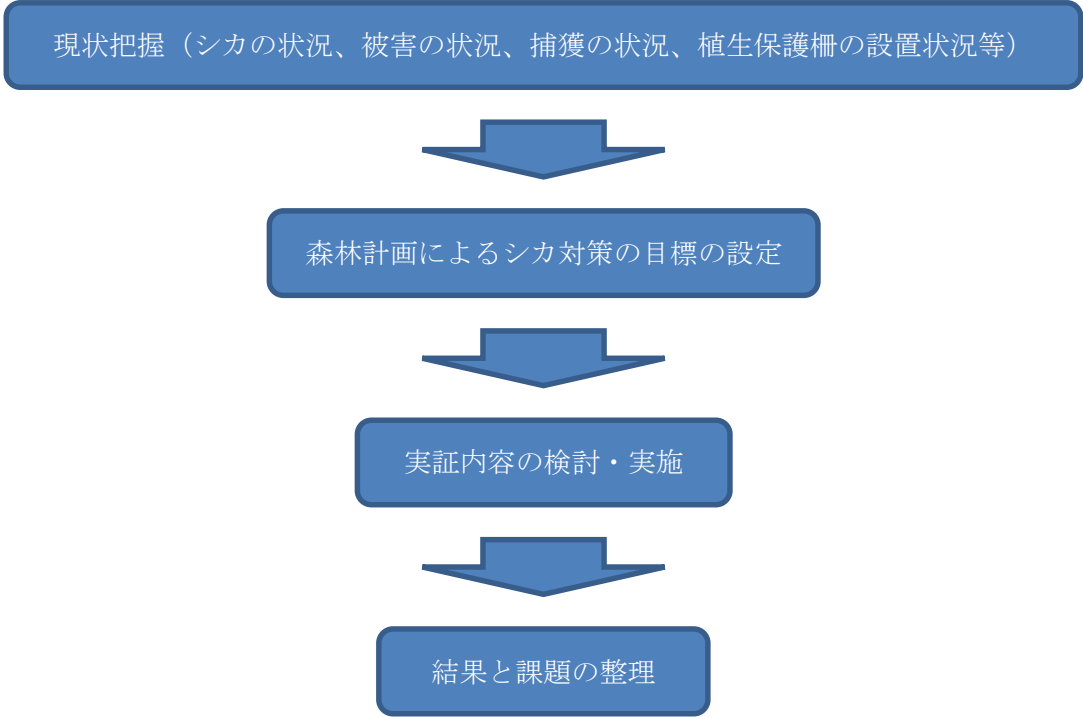 現状把握（シカの状況、被害の状況、捕獲の状況、植生保護柵の設置状況等）
森林計画によるシカ対策の目標の設定
実証内容の検討・実施
結果と課題の整理